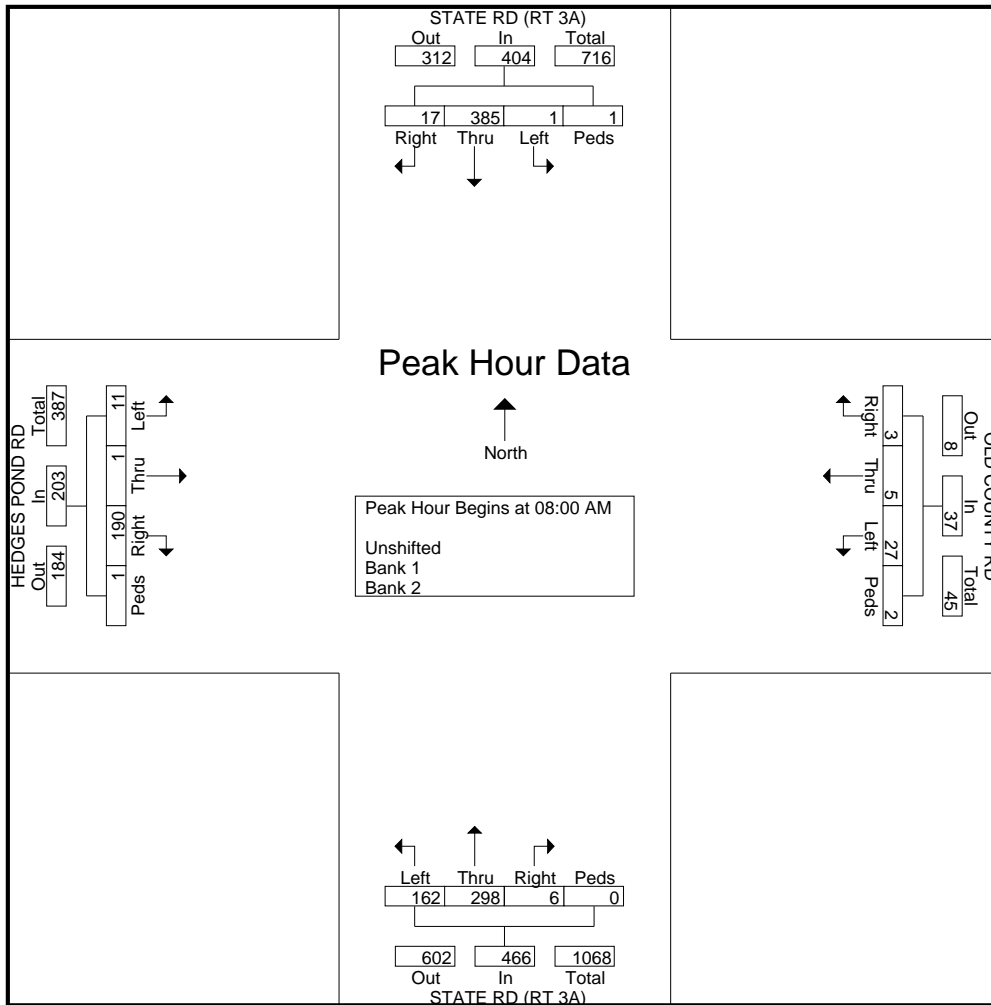 STATE RD (RT 3A)
Out In Total
312 404 716
17 385 1 1
Right Thru Left Peds
Peak Hour Data
North
Peak Hour Begins at 08:00 AM
Unshifted
Bank 1
Bank 2
HEDGES POND RD
Out In Total
184 203 387
11 1 190 1
Left Thru Right Peds
OLD COUNTY RD
Out In Total
8 37 45
3 5 27 2
Right Thru Left Peds
Left Thru Right Peds
162 298 6 0
602 466 1068
Out In Total
STATE RD (RT 3A)